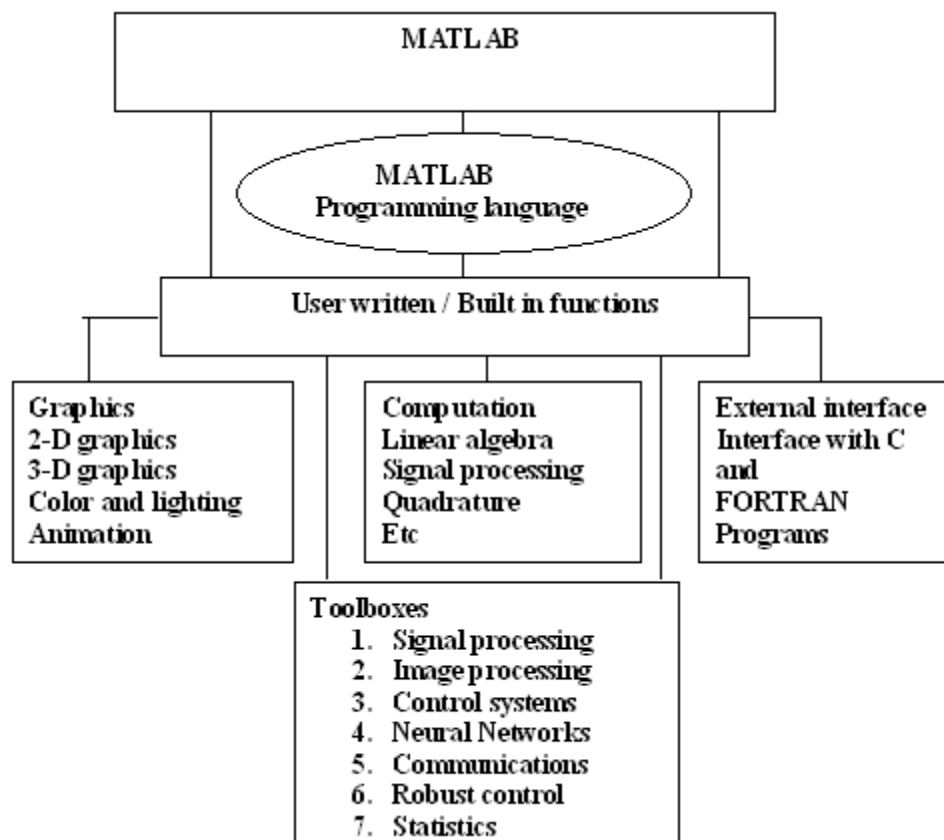 MATLAB
MATLAB
Programming language
User written / Built in functions
Graphics
2-D graphics
3-D graphics
Color and lighting
Animation
Computation
Linear algebra
Signal processing
Quadrature
Etc
External interface
Interface with C
and
FORTRAN
Programs
Toolboxes
1. Signal processing
2. Image processing
3. Control systems
4. Neural Networks
5. Communications
6. Robust control
7. Statistics